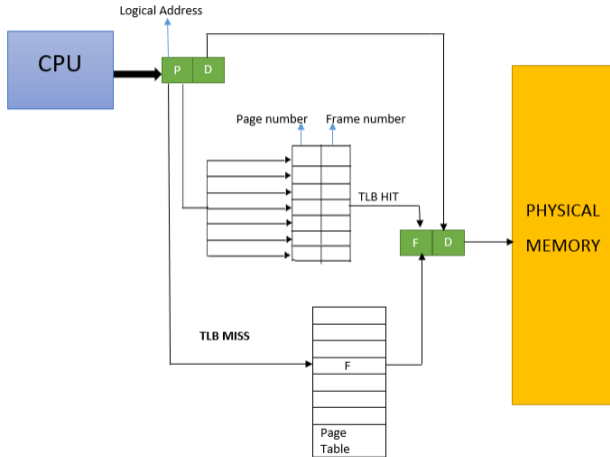 Logical Address
CPU
P D
Page number Frame number
TLB HIT
F D
PHYSICAL
MEMORY
TLB MISS
F
Page
Table